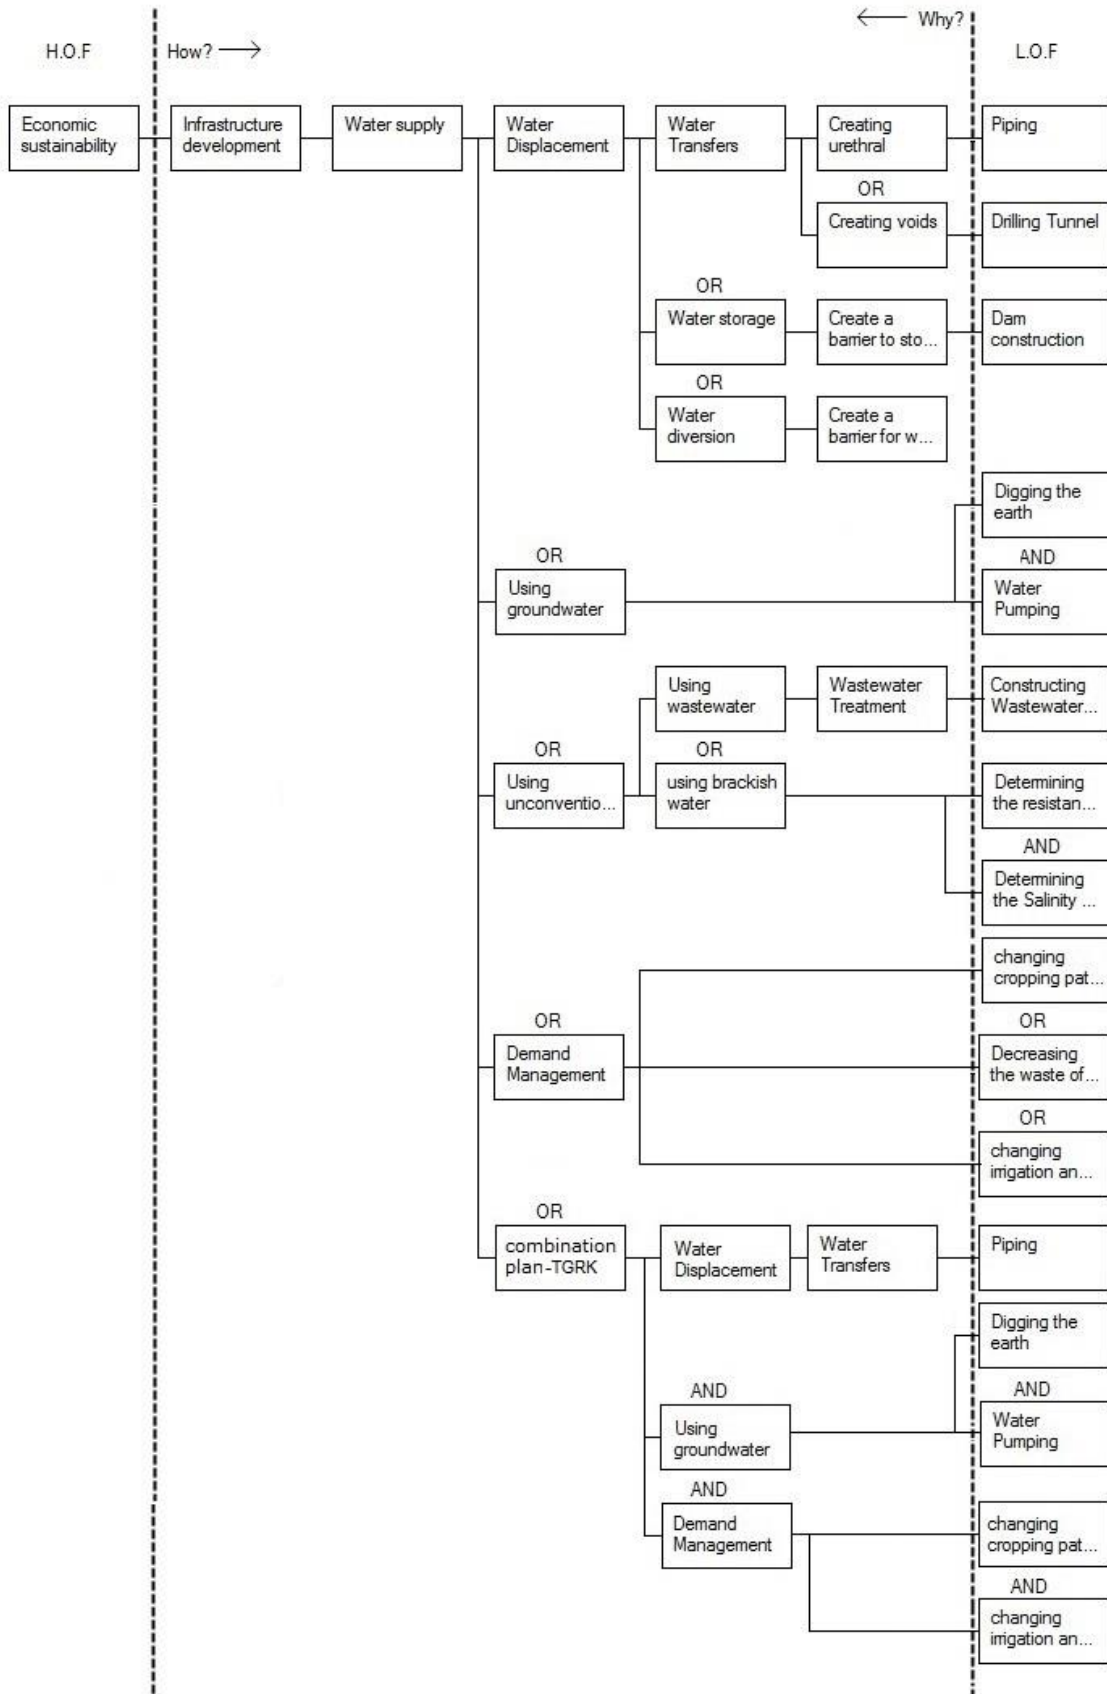 Why?
H.O.F
How?
L.O.F
Economic
sustainability
Infrastructure
development
Water supply
Water
Displacement
Water
Transfers
Creating
urethral
Piping
OR
Creating voids
Drilling Tunnel
OR
Water storage
Create a
barrier to sto...
Dam
construction
OR
Water
diversion
Create a
barrier for w...
Digging the
earth
OR
Using
groundwater
AND
Water
Pumping
Using
wastewater
Wastewater
Treatment
Constructing
Wastewater...
OR
Using
unconventio...
OR
using brackish
water
Determining
the resistan...
AND
Determining
the Salinity ...
changing
cropping pat...
OR
Demand
Management
OR
Decreasing
the waste of...
OR
changing
irrigation an...
OR
combination
plan-TGRK
Water
Displacement
Water
Transfers
Piping
Digging the
earth
AND
Using
groundwater
AND
Water
Pumping
AND
Demand
Management
changing
cropping pat...
AND
changing
irrigation an...